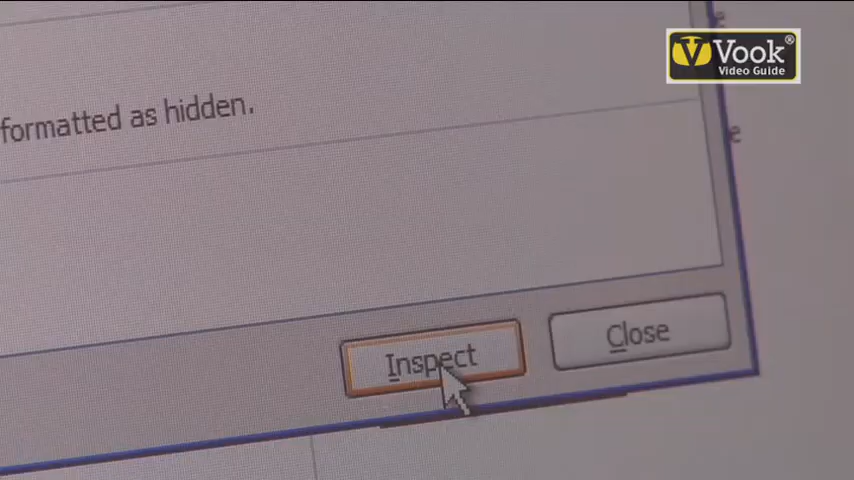 Vook®
Video Guide
e
formatted as hidden.
e
Inspect
Close